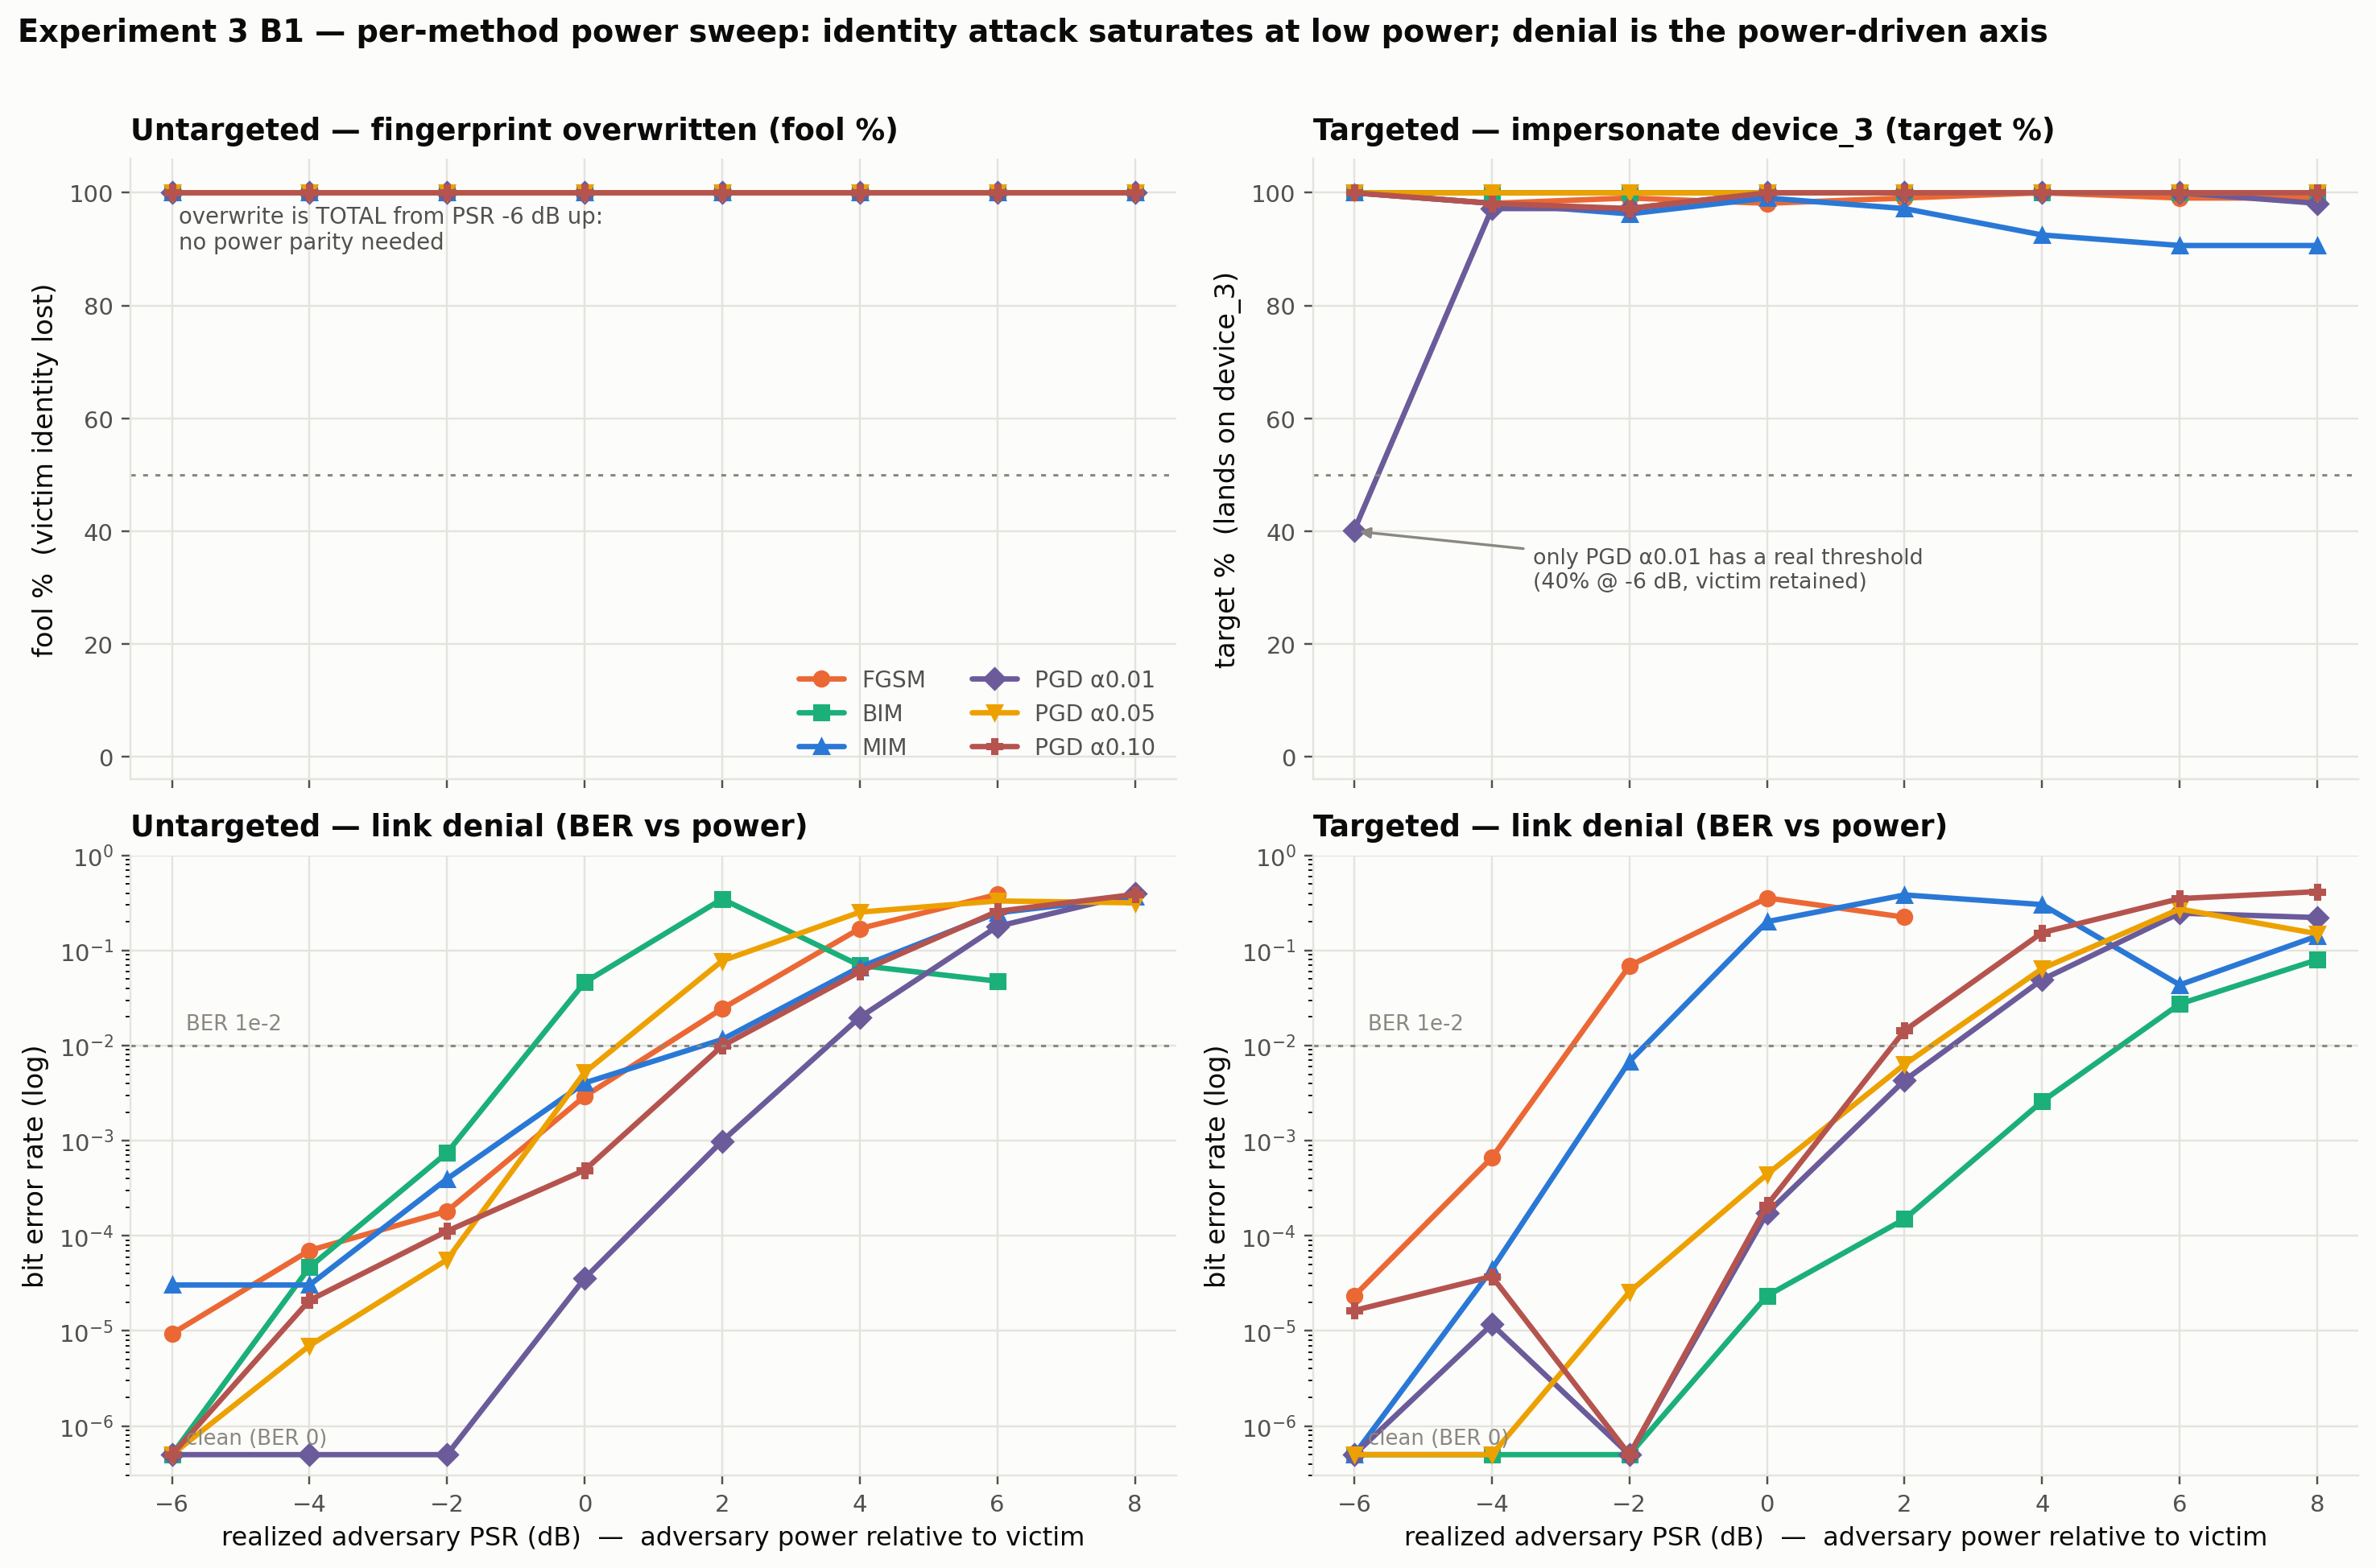 Experiment 3 B1 — per-method power sweep: identity attack saturates at low power; denial is the power-driven axis
Untargeted — fingerprint overwritten (fool %)
fool %  (victim identity lost)
100
80
60
40
20
0
overwrite is TOTAL from PSR -6 dB up:
no power parity needed
FGSM
BIM
MIM
PGD α0.01
PGD α0.05
PGD α0.10
Targeted — impersonate device_3 (target %)
target %  (lands on device_3)
100
80
60
40
20
0
only PGD α0.01 has a real threshold
(40% @ -6 dB, victim retained)
Untargeted — link denial (BER vs power)
bit error rate (log)
10⁰
10⁻¹
10⁻²
10⁻³
10⁻⁴
10⁻⁵
10⁻⁶
BER 1e-2
clean (BER 0)
−6 −4 −2 0 2 4 6 8
realized adversary PSR (dB)  —  adversary power relative to victim
Targeted — link denial (BER vs power)
bit error rate (log)
10⁰
10⁻¹
10⁻²
10⁻³
10⁻⁴
10⁻⁵
10⁻⁶
BER 1e-2
clean (BER 0)
−6 −4 −2 0 2 4 6 8
realized adversary PSR (dB)  —  adversary power relative to victim